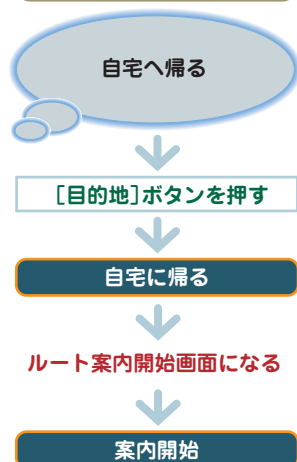 自宅へ帰る
［目的地］ボタンを押す
自宅に帰る
ルート案内開始画面になる
案内開始